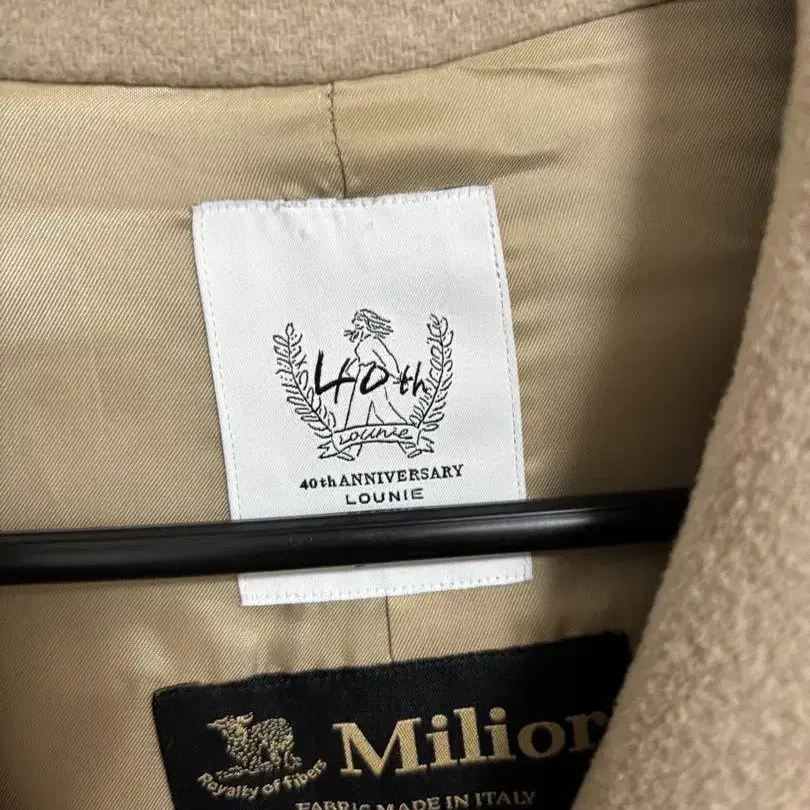 40th
Lounie
40th ANNIVERSARY
LOUNIE
Milior
Royalty of fibers
FABRIC MADE IN ITALY